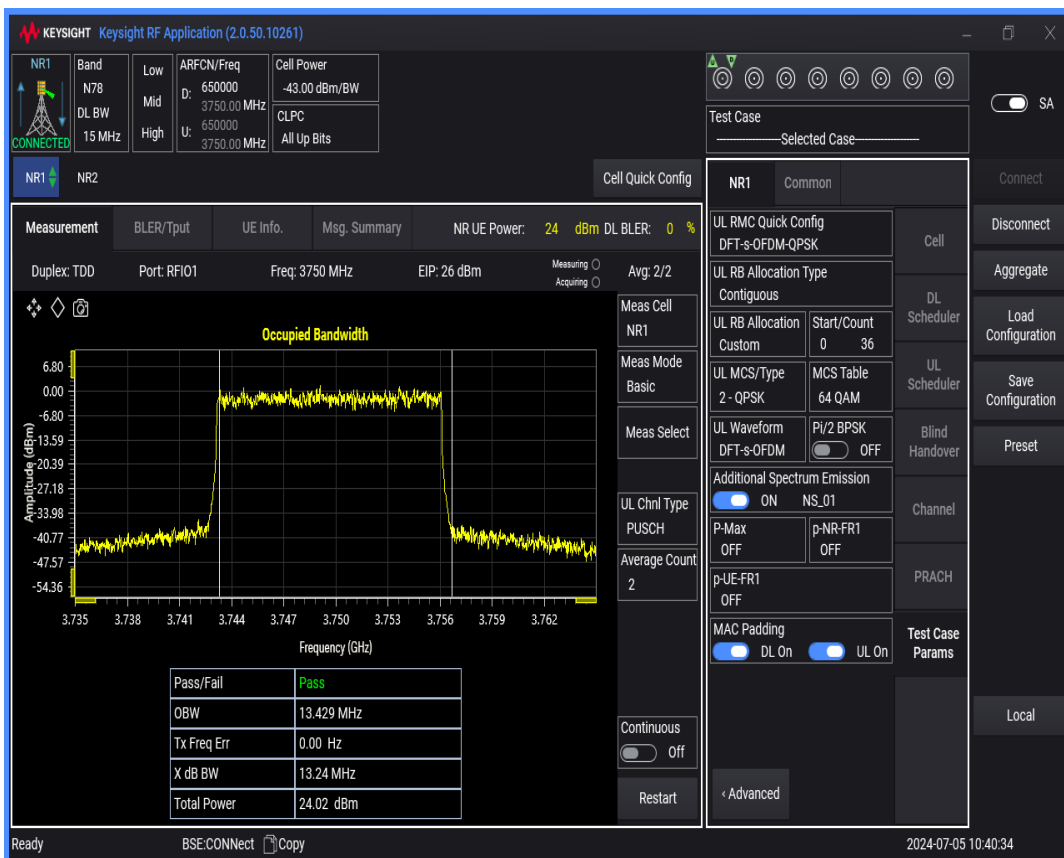 KEYSIGHT Keysight RF Application (2.0.50.10261)
NR1
CONNECTED
Band
N78
DL BW
15 MHz
Low
Mid
High
ARFCN/Freq
D: 650000
3750.00 MHz
U: 650000
3750.00 MHz
Cell Power
-43.00 dBm/BW
CLPC
All Up Bits
Test Case
---Selected Case---
SA
NR1 NR2
Cell Quick Config
NR1 Common
Connect
Disconnect
Aggregate
Load
Configuration
Save
Configuration
Preset
Local
Measurement BLER/Tput UE Info. Msg. Summary NR UE Power: 24 dBm DL BLER: 0 %
Duplex: TDD Port: RFIO1 Freq: 3750 MHz EIP: 26 dBm Measuring Avg: 2/2
Acquiring
Occupied Bandwidth
Amplitude (dBm)
6.80
0.00
-6.80
-13.59
-20.39
-27.18
-33.98
-40.77
-47.57
-54.36
3.735 3.738 3.741 3.744 3.747 3.750 3.753 3.756 3.759 3.762
Frequency (GHz)
Pass/Fail Pass
OBW 13.429 MHz
Tx Freq Err 0.00 Hz
X dB BW 13.24 MHz
Total Power 24.02 dBm
Meas Cell
NR1
Meas Mode
Basic
Meas Select
UL Chnl Type
PUSCH
Average Count
2
Continuous
Off
Restart
UL RMC Quick Config
DFT-s-OFDM-QPSK
UL RB Allocation Type
Contiguous
UL RB Allocation Start/Count
Custom 0 36
UL MCS/Type MCS Table
2 - QPSK 64 QAM
UL Waveform Pi/2 BPSK
DFT-s-OFDM OFF
Additional Spectrum Emission
ON NS_01
P-Max p-NR-FR1
OFF OFF
p-UE-FR1
OFF
MAC Padding
DL On UL On
‹ Advanced
Cell
DL
Scheduler
UL
Scheduler
Blind
Handover
Channel
PRACH
Test Case
Params
Ready BSE:CONNect Copy 2024-07-05 10:40:34